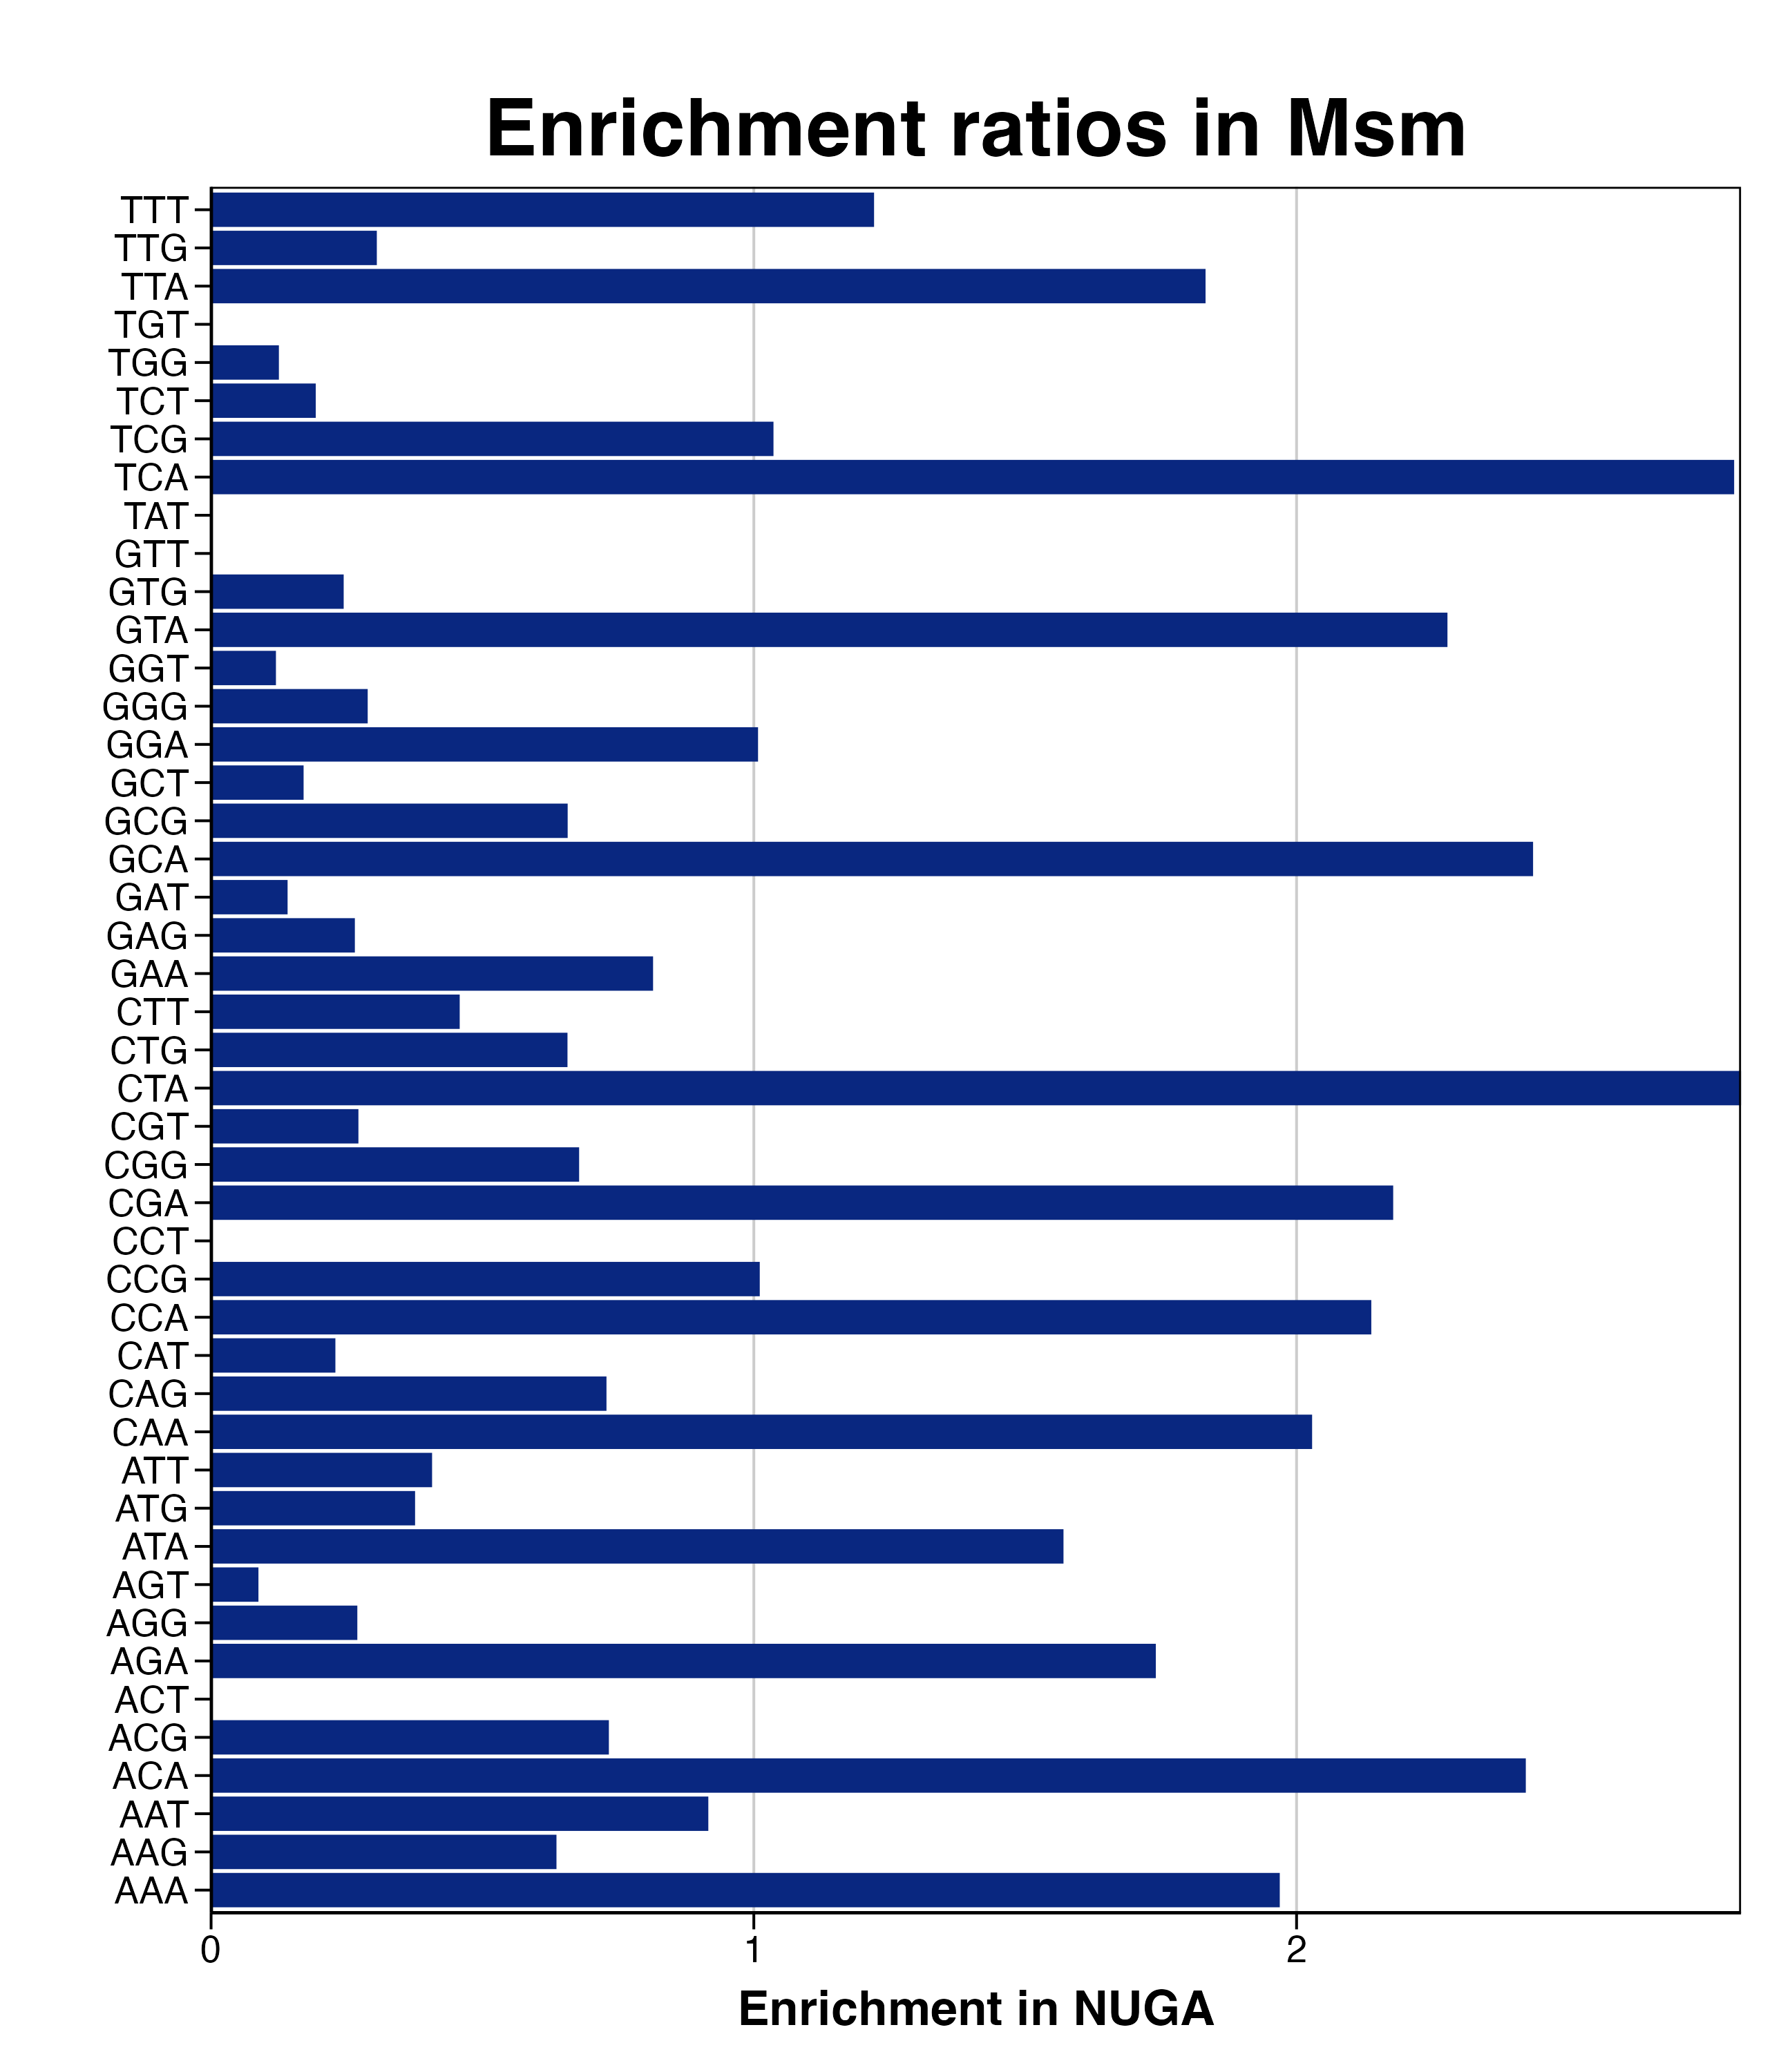 Enrichment ratios in Msm
TTT
TTG
TTA
TGT
TGG
TCT
TCG
TCA
TAT
GTT
GTG
GTA
GGT
GGG
GGA
GCT
GCG
GCA
GAT
GAG
GAA
CTT
CTG
CTA
CGT
CGG
CGA
CCT
CCG
CCA
CAT
CAG
CAA
ATT
ATG
ATA
AGT
AGG
AGA
ACT
ACG
ACA
AAT
AAG
AAA
0 1 2
Enrichment in NUGA